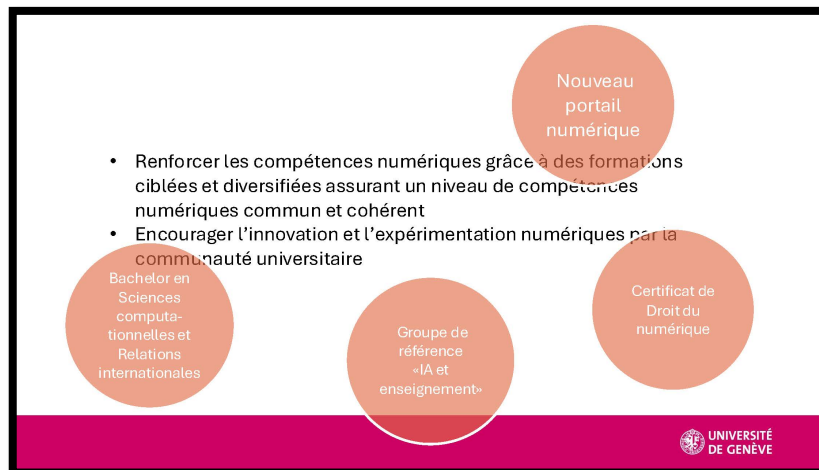 Nouveau
portail
numérique
• Renforcer les compétences numériques grâce à des formations
ciblées et diversifiées assurant un niveau de compétences
numériques commun et cohérent
• Encourager l’innovation et l’expérimentation numériques par la
communauté universitaire
Bachelor en
Sciences
computa-
tionnelles et
Relations
internationales
Groupe de
référence
«IA et
enseignement»
Certificat de
Droit du
numérique
UNIVERSITÉ
DE GENÈVE